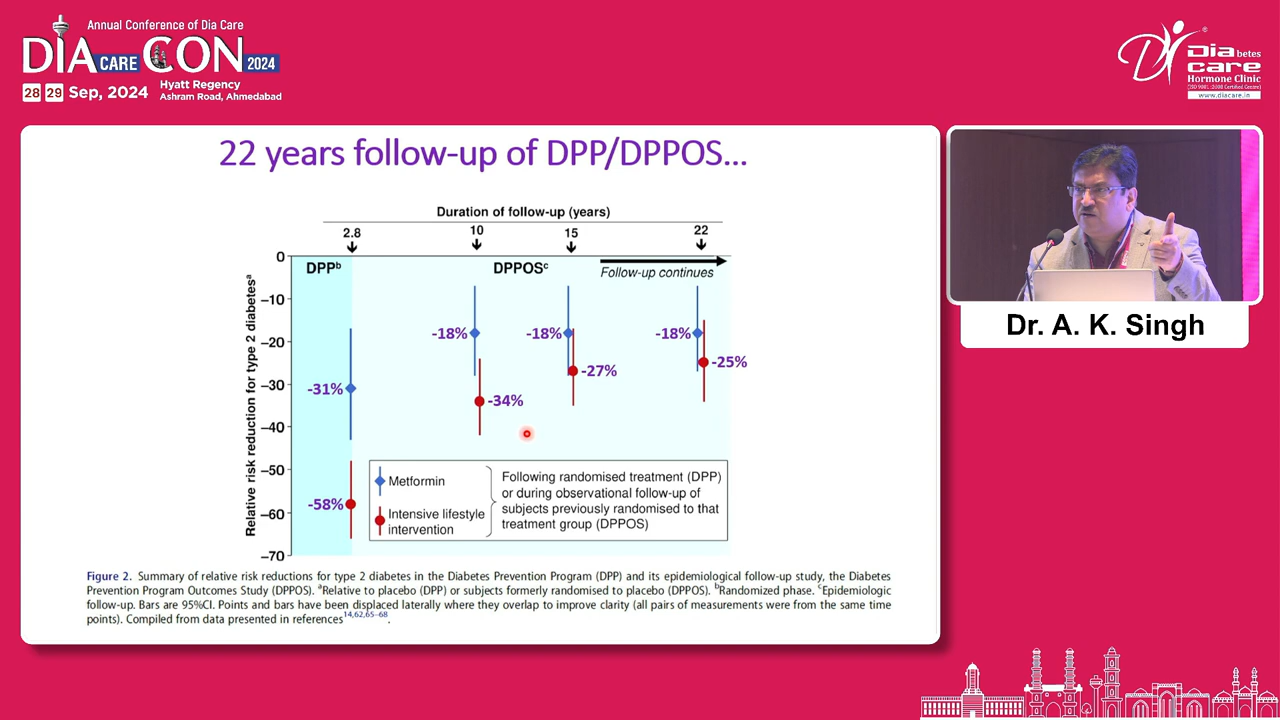 Annual Conference of Dia Care
DIA CARE CON 2024
28 29 Sep, 2024
Hyatt Regency
Ashram Road, Ahmedabad
®
Diabetes
care
Hormone Clinic
(ISO 9001 :2008 Certified Centre)
www.diacare.in
22 years follow-up of DPP/DPPOS...
Duration of follow-up (years)
2.8 10 15 22
DPPᵇ
DPPOSᶜ
Follow-up continues
Relative risk reduction for type 2 diabetesᵃ
0
−10
−20
−30
−40
−50
−60
−70
-31%
-58%
-18%
-34%
-18%
-27%
-18%
-25%
Metformin
Intensive lifestyle
intervention
Following randomised treatment (DPP)
or during observational follow-up of
subjects previously randomised to that
treatment group (DPPOS)
Figure 2. Summary of relative risk reductions for type 2 diabetes in the Diabetes Prevention Program (DPP) and its epidemiological follow-up study, the Diabetes
Prevention Program Outcomes Study (DPPOS). ᵃRelative to placebo (DPP) or subjects formerly randomised to placebo (DPPOS). ᵇRandomized phase. ᶜEpidemiologic
follow-up. Bars are 95%CI. Points and bars have been displaced laterally where they overlap to improve clarity (all pairs of measurements were from the same time
points). Compiled from data presented in references¹⁴,⁶²,⁶⁵⁻⁶⁸.
Dr. A. K. Singh